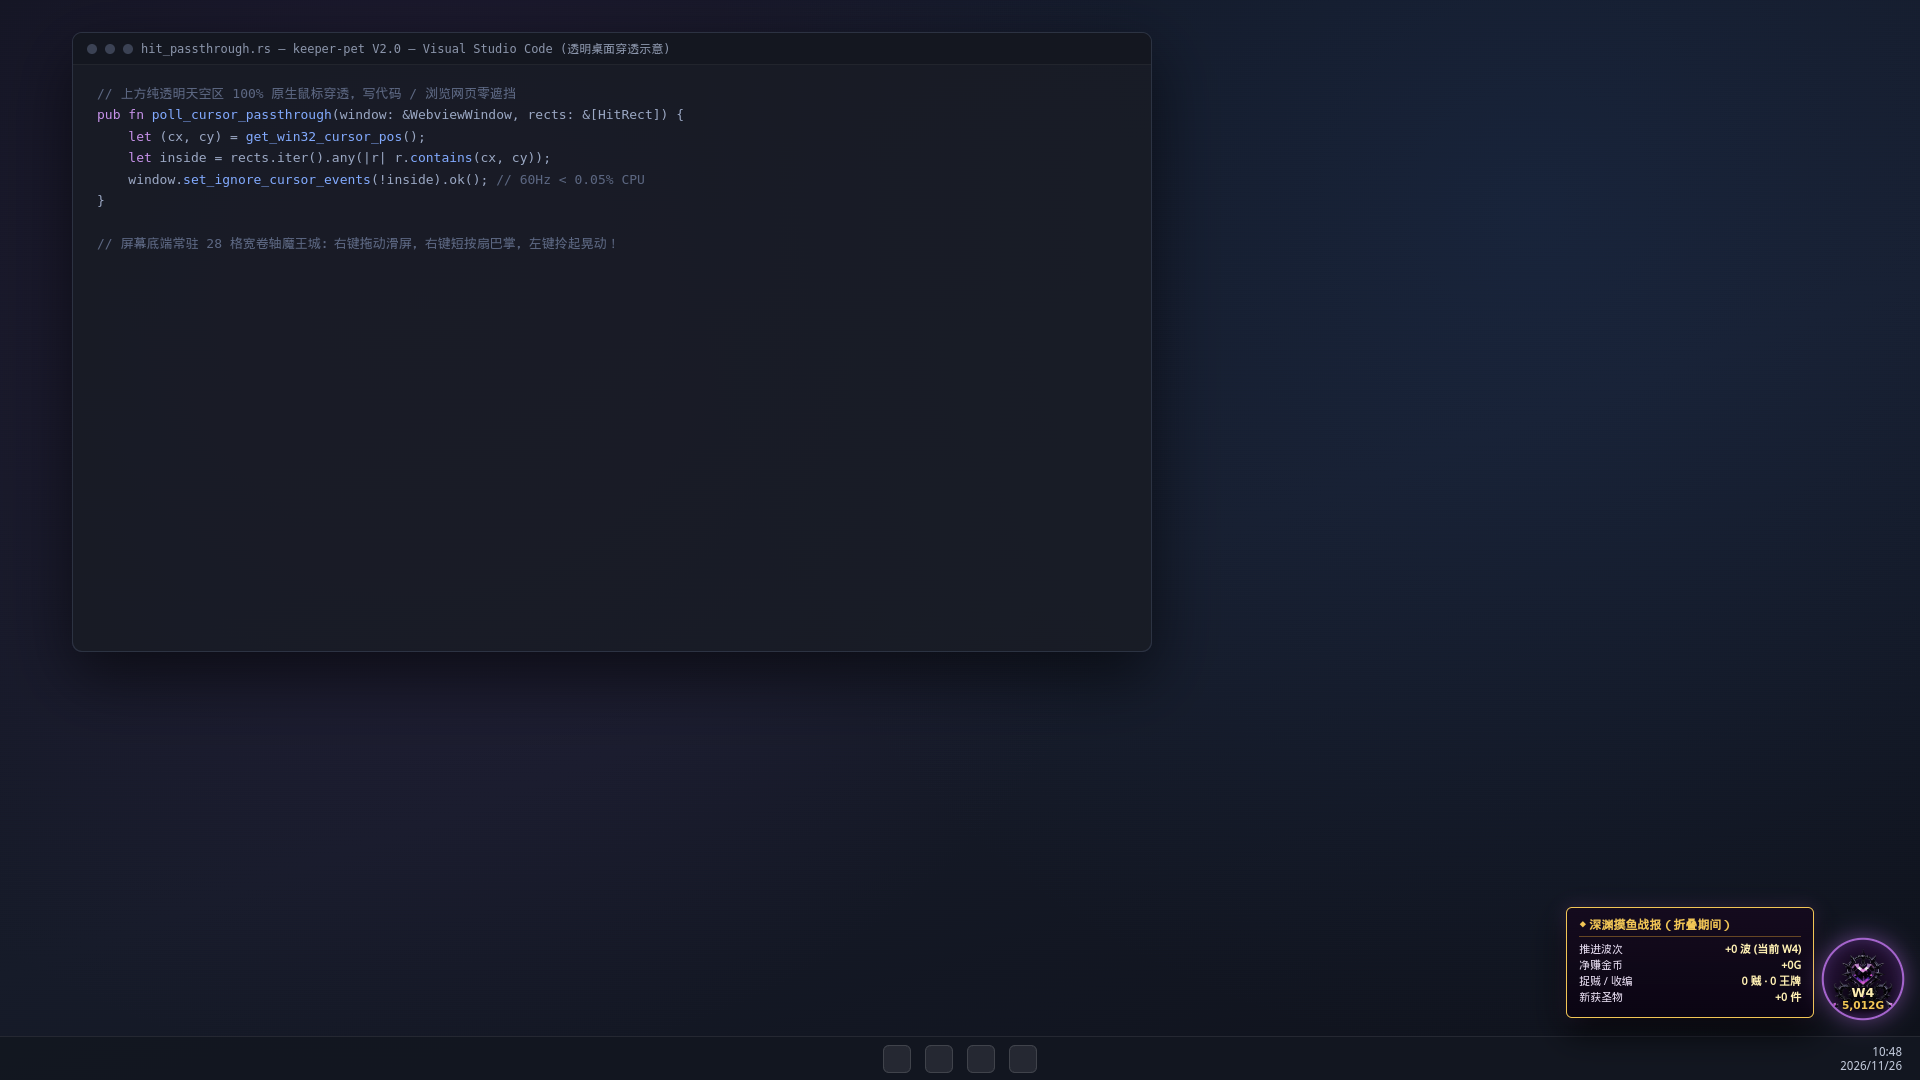 hit_passthrough.rs — keeper-pet V2.0 — Visual Studio Code (透明桌面穿透示意)
// 上方纯透明天空区 100% 原生鼠标穿透，写代码 / 浏览网页零遮挡
pub fn poll_cursor_passthrough(window: &WebviewWindow, rects: &[HitRect]) {
    let (cx, cy) = get_win32_cursor_pos();
    let inside = rects.iter().any(|r| r.contains(cx, cy));
    window.set_ignore_cursor_events(!inside).ok(); // 60Hz < 0.05% CPU
}
// 屏幕底端常驻 28 格宽卷轴魔王城：右键拖动滑屏，右键短按扇巴掌，左键拎起晃动！
◆ 深渊摸鱼战报（折叠期间）
推进波次 +0 波 (当前 W4)
净赚金币 +0G
捉贼 / 收编 0 贼 · 0 王牌
新获圣物 +0 件
W4
5,012G
10:48
2026/11/26